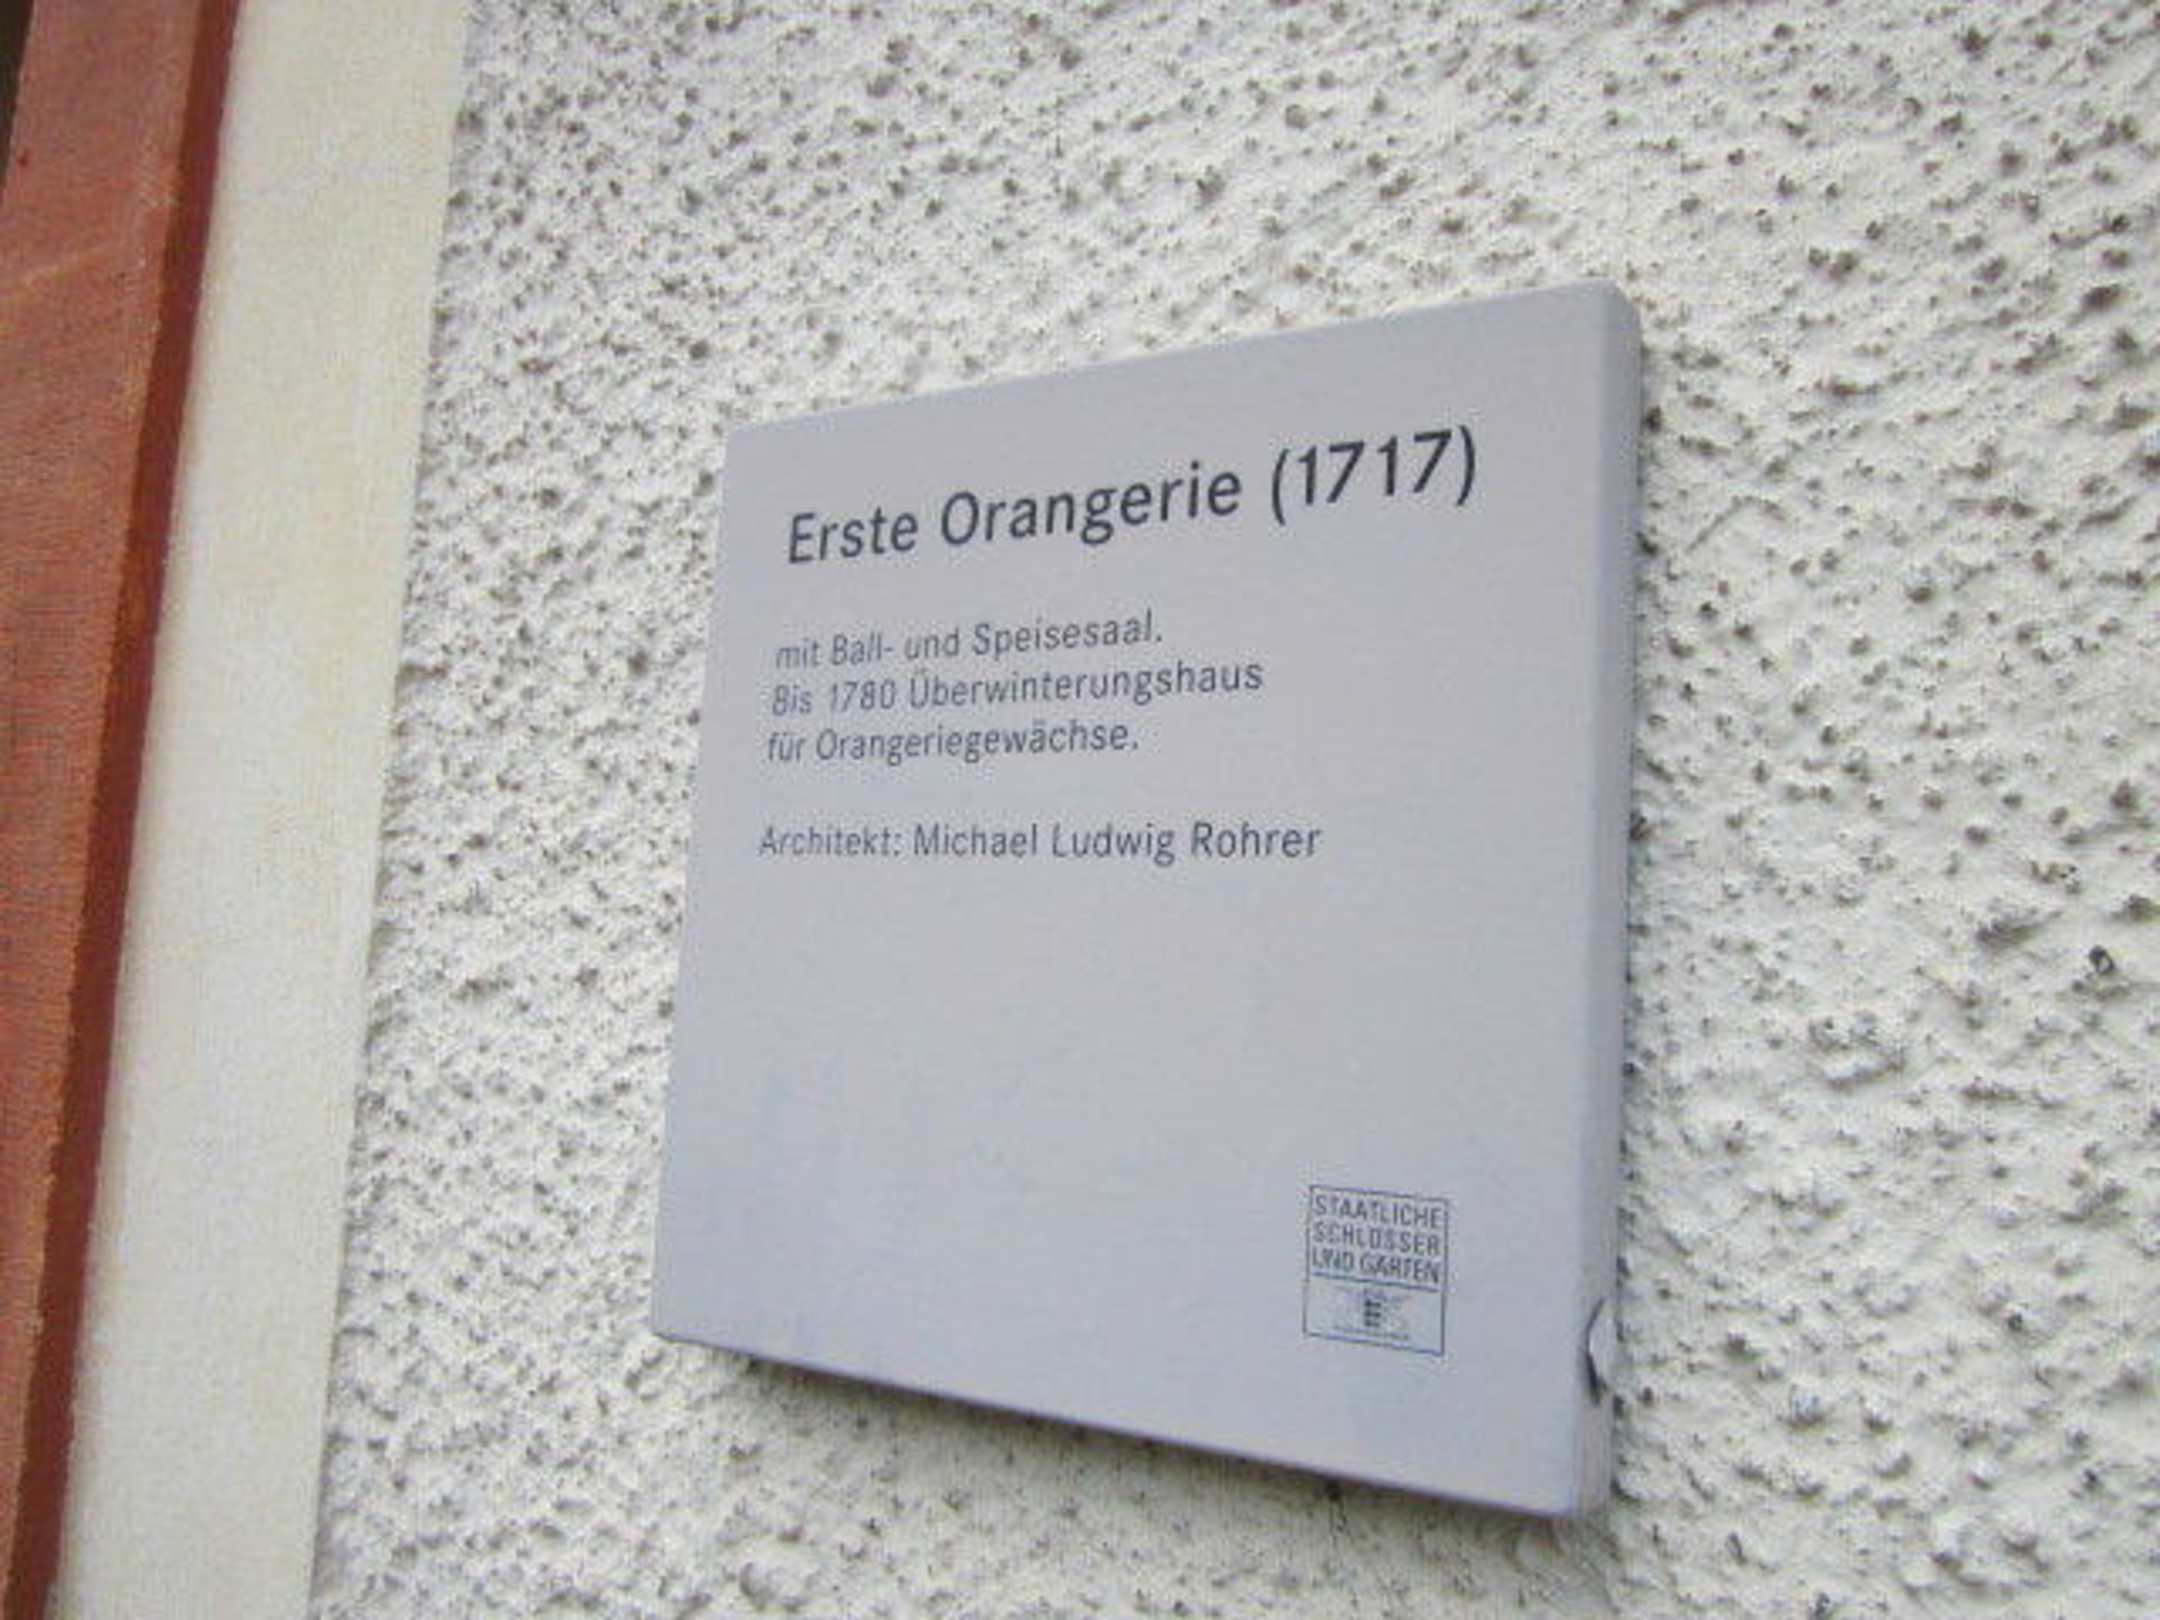 Erste Orangerie (1717)
mit Ball- und Speisesaal.
Bis 1780 Überwinterungshaus
für Orangeriegewächse.
Architekt: Michael Ludwig Rohrer
STAATLICHE
SCHLÖSSER
UND GÄRTEN